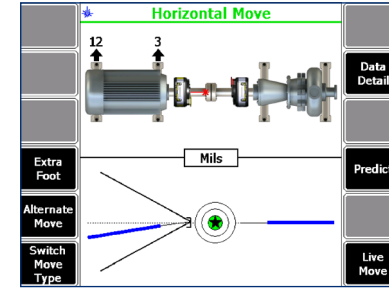 Horizontal Move
12 3
Data
Detail
Mils
Extra
Foot
Predict
Alternate
Move
Switch
Move
Type
Live
Move